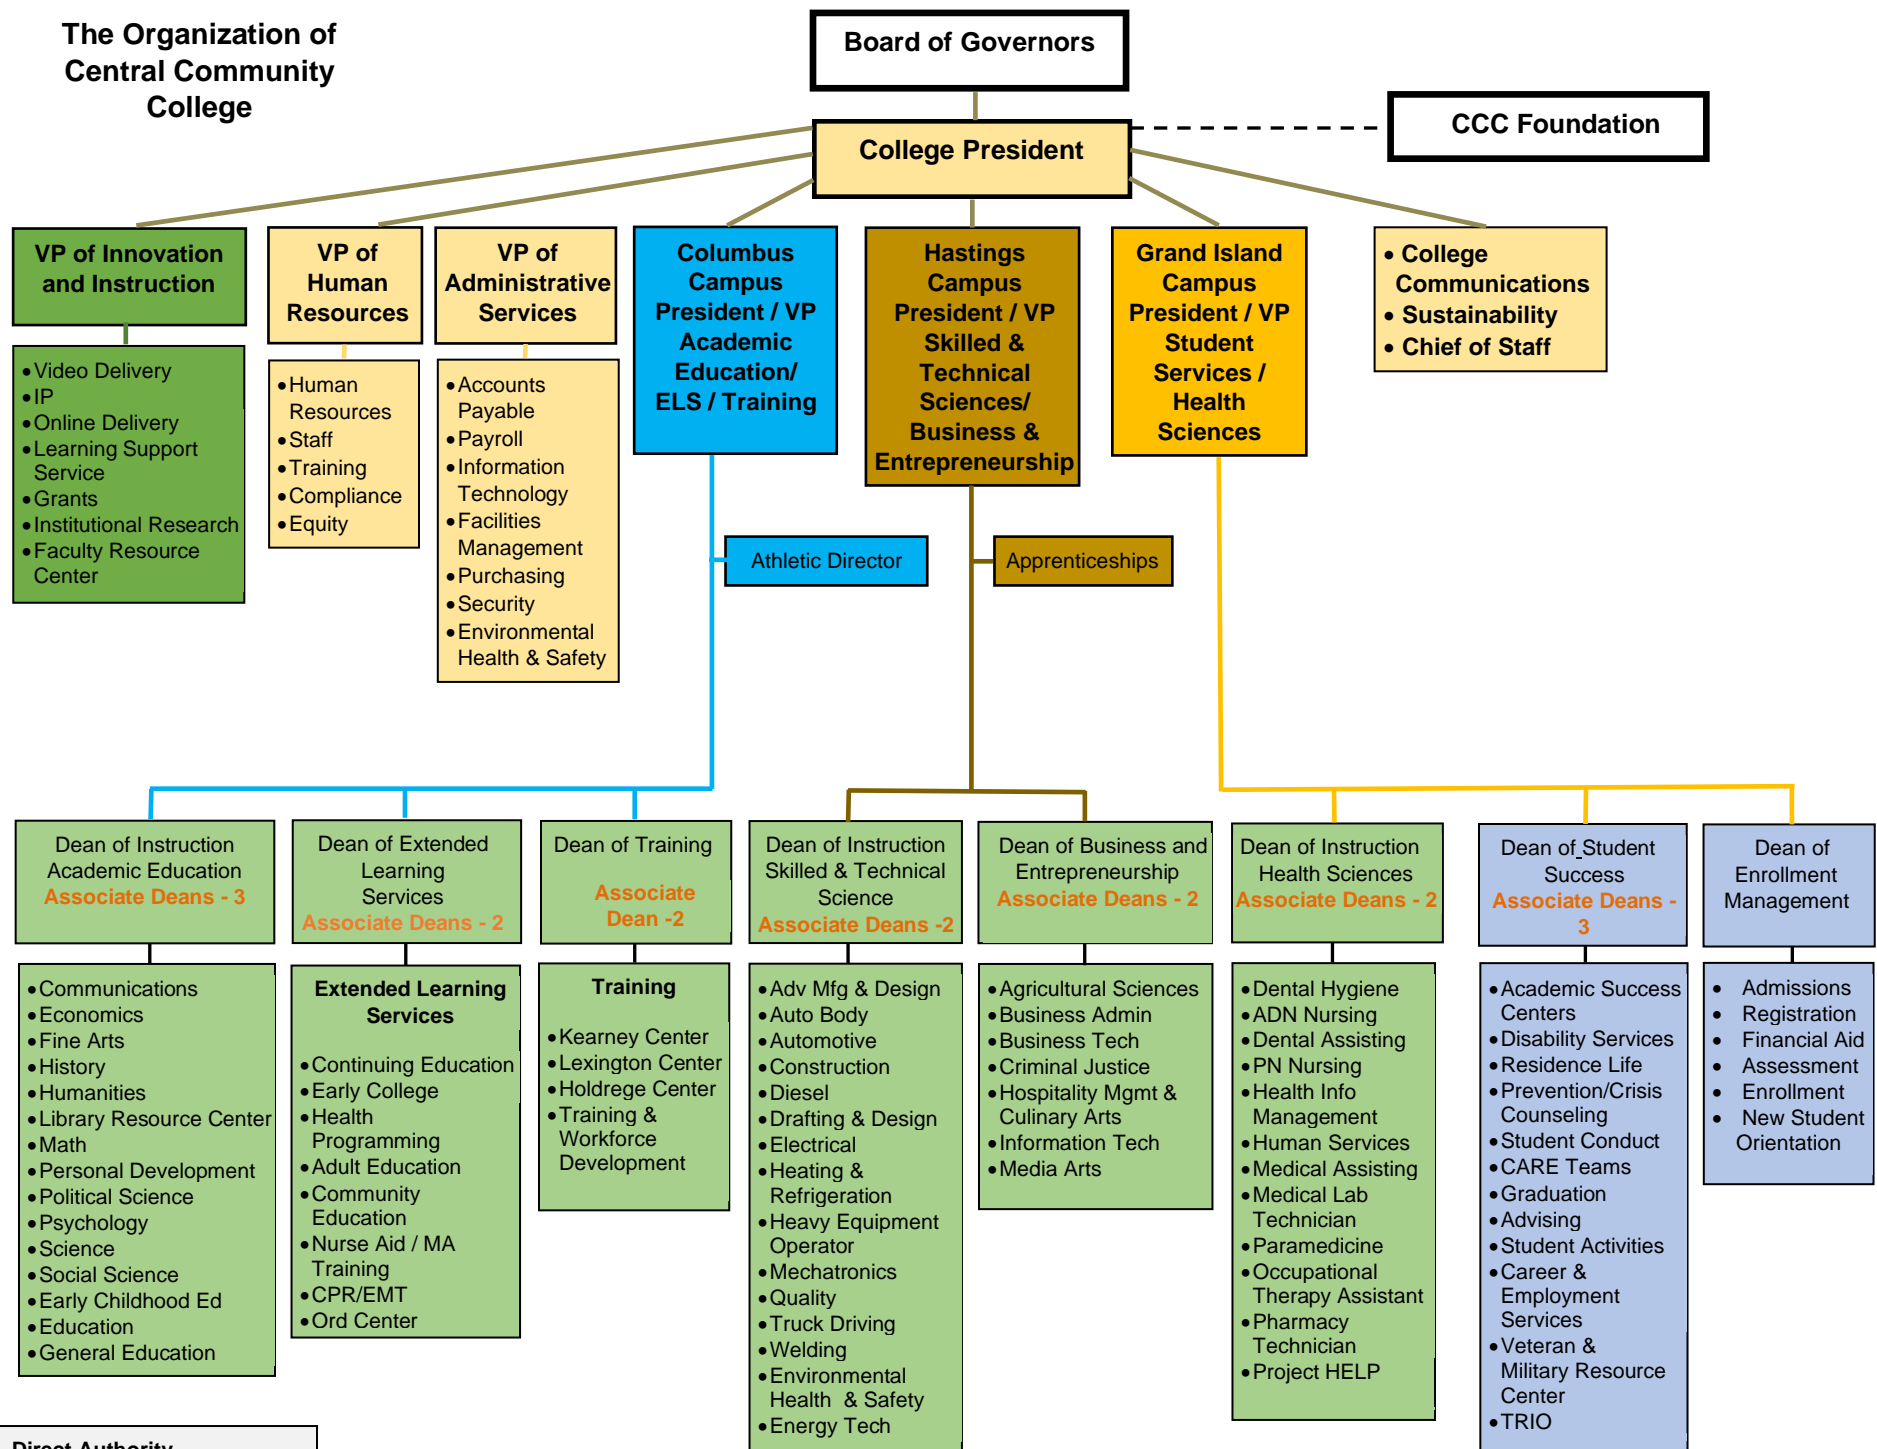 The Organization of
Central Community
College
Board of Governors
CCC Foundation
College President
VP of Innovation
and Instruction
VP of
Human
Resources
VP of
Administrative
Services
Columbus
Campus
President / VP
Academic
Education/
ELS / Training
Hastings
Campus
President / VP
Skilled &
Technical
Sciences/
Business &
Entrepreneurship
Grand Island
Campus
President / VP
Student
Services /
Health
Sciences
• College
Communications
• Sustainability
• Chief of Staff
• Video Delivery
• IP
• Online Delivery
• Learning Support
Service
• Grants
• Institutional Research
• Faculty Resource
Center
• Human
Resources
• Staff
• Training
• Compliance
• Equity
• Accounts
Payable
• Payroll
• Information
Technology
• Facilities
Management
• Purchasing
• Security
• Environmental
Health & Safety
Athletic Director
Apprenticeships
Dean of Instruction
Academic Education
Associate Deans - 3
Dean of Extended
Learning
Services
Associate Deans - 2
Dean of Training
Associate
Dean -2
Dean of Instruction
Skilled & Technical
Science
Associate Deans -2
Dean of Business and
Entrepreneurship
Associate Deans - 2
Dean of Instruction
Health Sciences
Associate Deans - 2
Dean of Student
Success
Associate Deans -
3
Dean of
Enrollment
Management
• Communications
• Economics
• Fine Arts
• History
• Humanities
• Library Resource Center
• Math
• Personal Development
• Political Science
• Psychology
• Science
• Social Science
• Early Childhood Ed
• Education
• General Education
Extended Learning
Services
• Continuing Education
• Early College
• Health
Programming
• Adult Education
• Community
Education
• Nurse Aid / MA
Training
• CPR/EMT
• Ord Center
Training
• Kearney Center
• Lexington Center
• Holdrege Center
• Training &
Workforce
Development
• Adv Mfg & Design
• Auto Body
• Automotive
• Construction
• Diesel
• Drafting & Design
• Electrical
• Heating &
Refrigeration
• Heavy Equipment
Operator
• Mechatronics
• Quality
• Truck Driving
• Welding
• Environmental
Health & Safety
• Energy Tech
• Agricultural Sciences
• Business Admin
• Business Tech
• Criminal Justice
• Hospitality Mgmt &
Culinary Arts
• Information Tech
• Media Arts
• Dental Hygiene
• ADN Nursing
• Dental Assisting
• PN Nursing
• Health Info
Management
• Human Services
• Medical Assisting
• Medical Lab
Technician
• Paramedicine
• Occupational
Therapy Assistant
• Pharmacy
Technician
• Project HELP
• Academic Success
Centers
• Disability Services
• Residence Life
• Prevention/Crisis
Counseling
• Student Conduct
• CARE Teams
• Graduation
• Advising
• Student Activities
• Career &
Employment
Services
• Veteran &
Military Resource
Center
• TRIO
• Admissions
• Registration
• Financial Aid
• Assessment
• Enrollment
• New Student
Orientation
Direct Authority